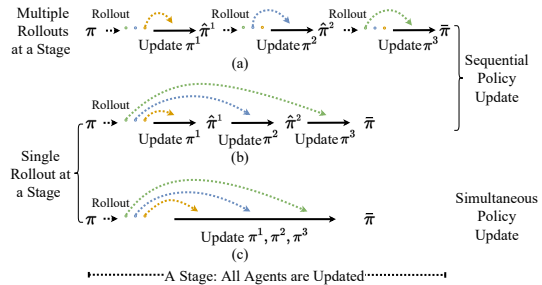 Multiple
Rollouts
at a Stage
Rollout Rollout Rollout
π π̂¹ π̂² π̄
Update π¹ Update π² Update π³
(a)
Sequential
Policy
Update
Rollout
π π̂¹ π̂² π̄
Update π¹ Update π² Update π³
(b)
Single
Rollout at
a Stage
Rollout
π π̄
Update π¹, π², π³
(c)
Simultaneous
Policy
Update
A Stage: All Agents are Updated